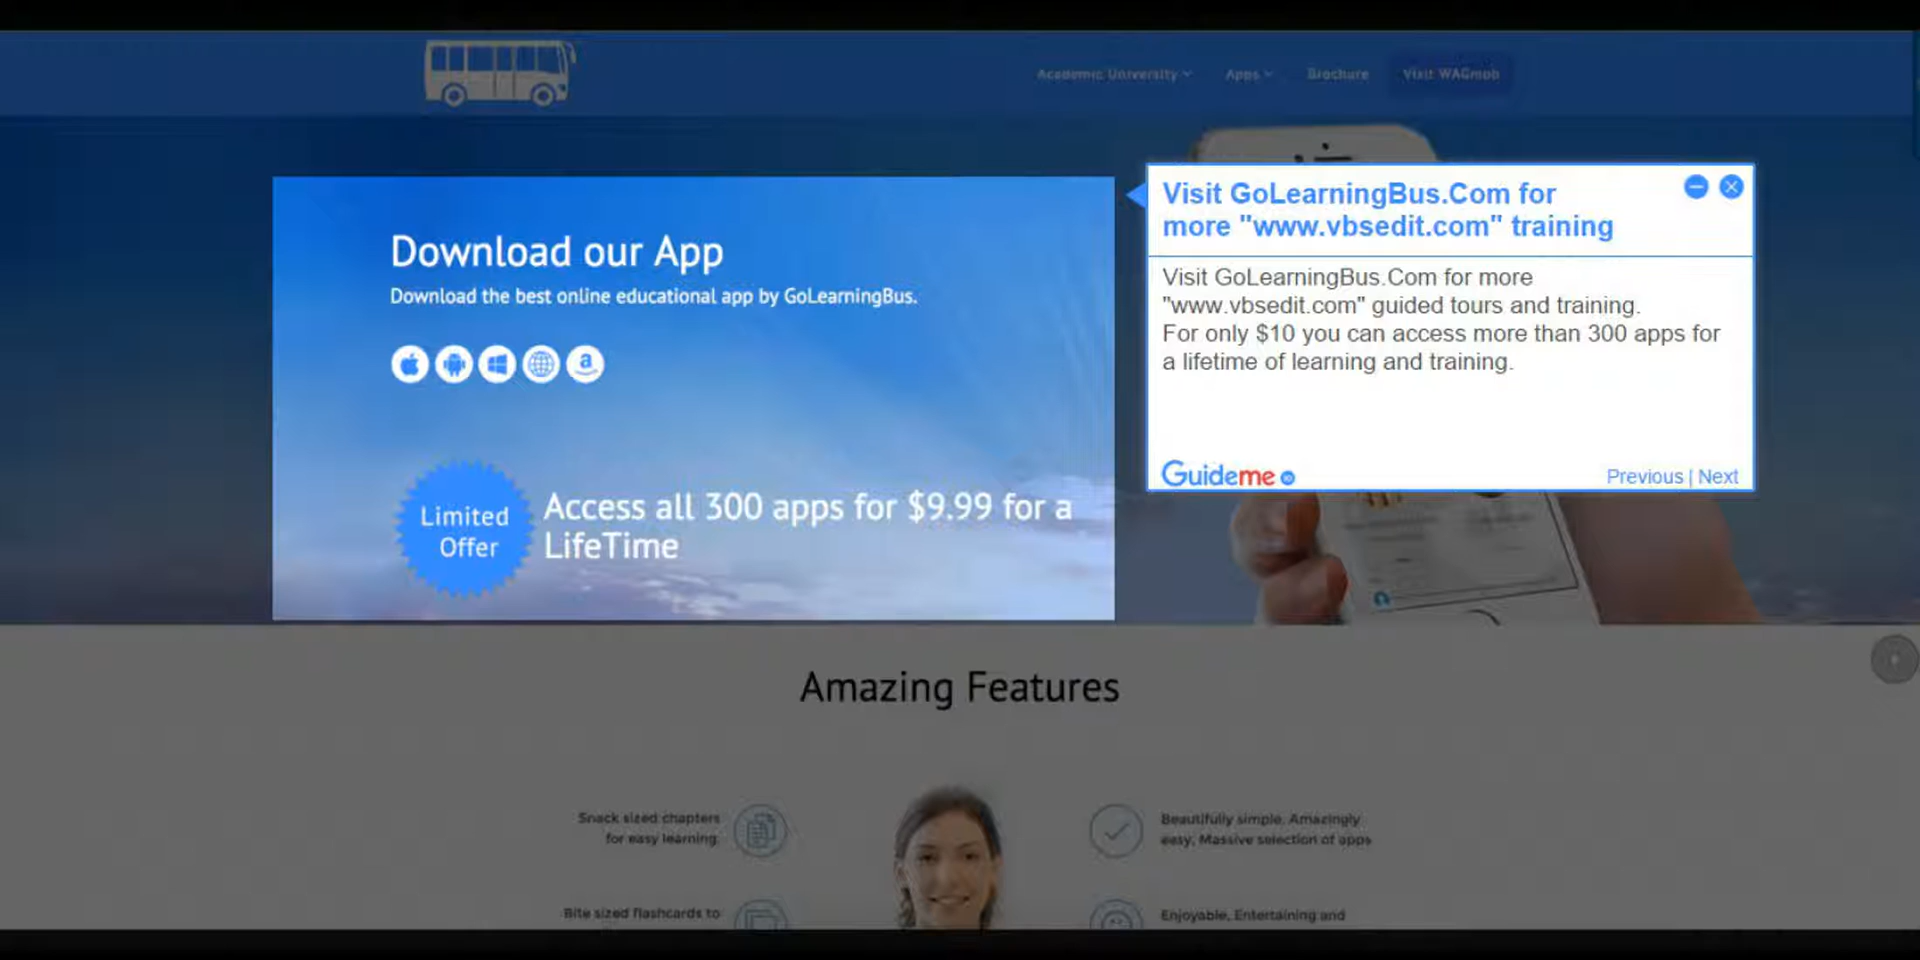 Academic University
Apps
Brochure
Visit WAGmob
Download our App
Download the best online educational app by GoLearningBus.
Limited
Offer
Access all 300 apps for $9.99 for a
LifeTime
Visit GoLearningBus.Com for
more "www.vbsedit.com" training
Visit GoLearningBus.Com for more
"www.vbsedit.com" guided tours and training.
For only $10 you can access more than 300 apps for
a lifetime of learning and training.
Guideme
Previous | Next
Amazing Features
Snack sized chapters
for easy learning.
Beautifully simple, Amazingly
easy, Massive selection of apps
Bite sized flashcards to
Enjoyable, Entertaining and